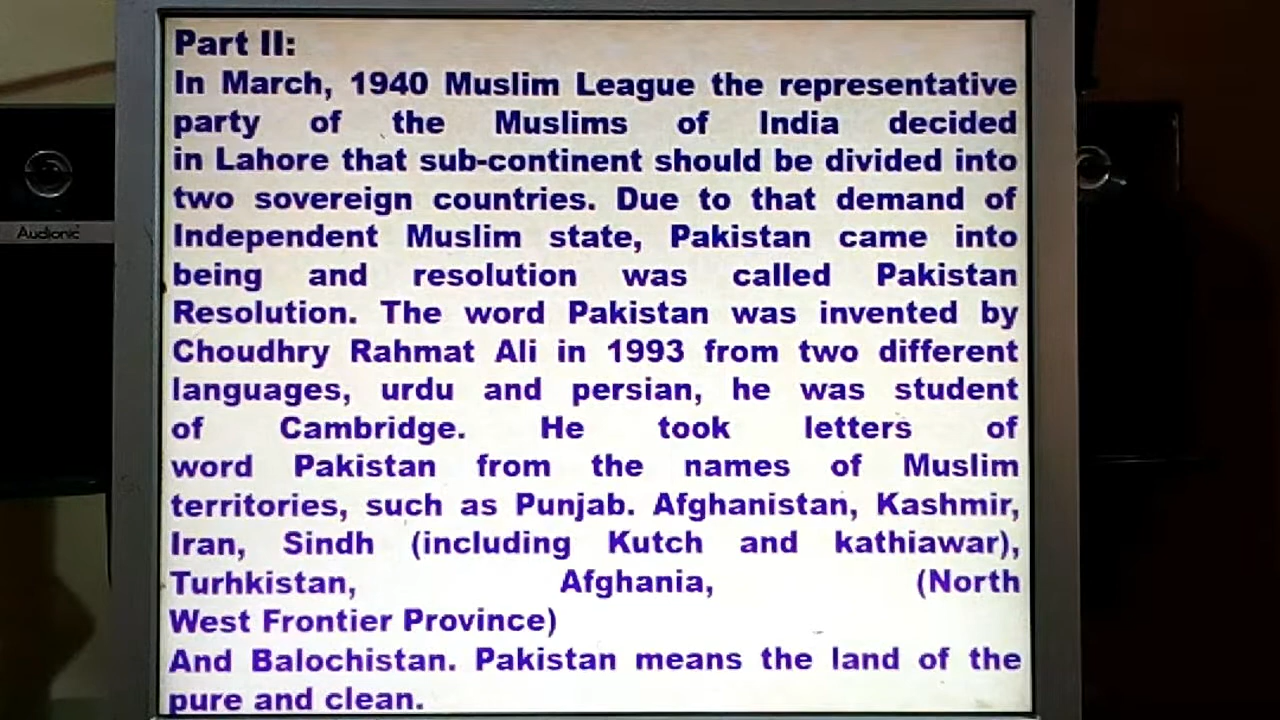 Part II:
In March, 1940 Muslim League the representative
party of the Muslims of India decided
in Lahore that sub-continent should be divided into
two sovereign countries. Due to that demand of
Independent Muslim state, Pakistan came into
being and resolution was called Pakistan
Resolution. The word Pakistan was invented by
Choudhry Rahmat Ali in 1993 from two different
languages, urdu and persian, he was student
of Cambridge. He took letters of
word Pakistan from the names of Muslim
territories, such as Punjab. Afghanistan, Kashmir,
Iran, Sindh (including Kutch and kathiawar),
Turhkistan, Afghania, (North
West Frontier Province)
And Balochistan. Pakistan means the land of the
pure and clean.
Audionic